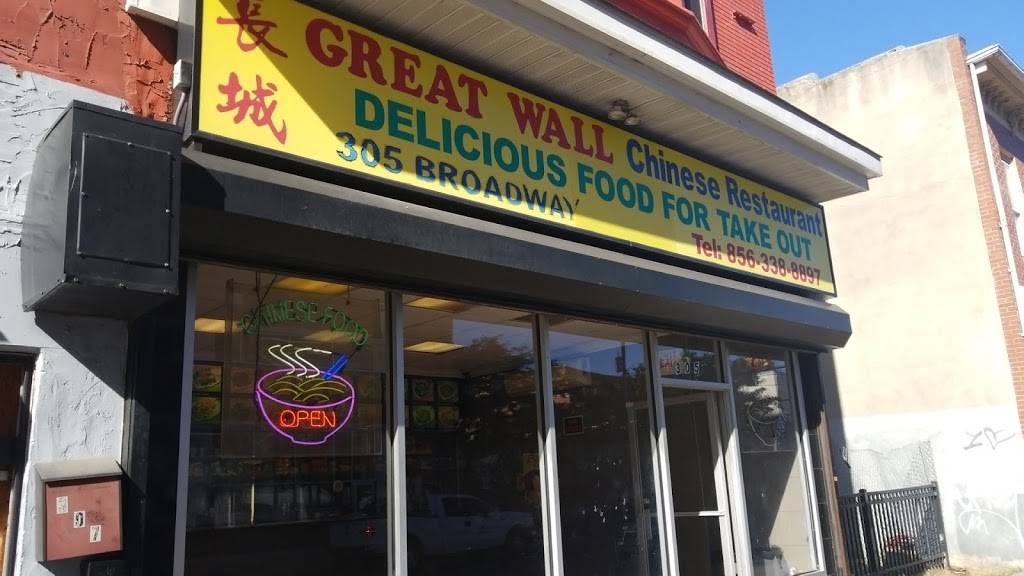 長城
GREAT WALL Chinese Restaurant
DELICIOUS FOOD FOR TAKE OUT
305 BROADWAY
Tel: 856-338-8897
CHINESE FOOD
OPEN
305